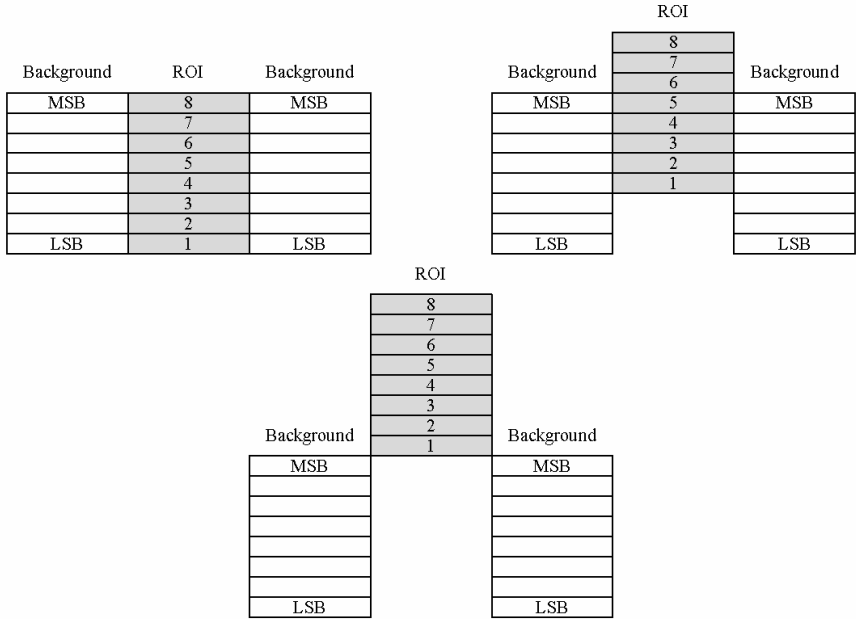 ROI
Background ROI Background
MSB 8 MSB
7
6
5
4
3
2
LSB 1 LSB
8
7
Background 6 Background
MSB 5 MSB
4
3
2
1
LSB LSB
ROI
8
7
6
5
4
3
2
Background 1 Background
MSB MSB
LSB LSB